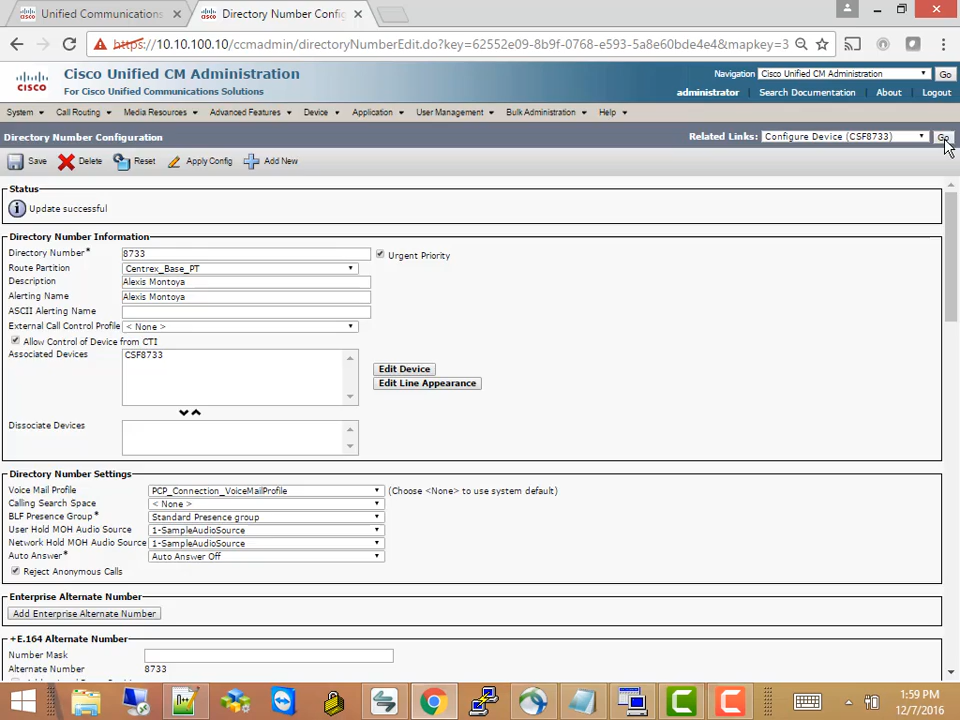 Unified Communications
Directory Number Config
https://10.10.100.10/ccmadmin/directoryNumberEdit.do?key=62552e09-8b9f-0768-e593-5a8e60bde4e4&mapkey=3
CISCO
Cisco Unified CM Administration
For Cisco Unified Communications Solutions
Navigation Cisco Unified CM Administration Go
administrator Search Documentation About Logout
System Call Routing Media Resources Advanced Features Device Application User Management Bulk Administration Help
Directory Number Configuration
Related Links: Configure Device (CSF8733) Go
Save Delete Reset Apply Config Add New
Status
Update successful
Directory Number Information
Directory Number* 8733 Urgent Priority
Route Partition Centrex_Base_PT
Description Alexis Montoya
Alerting Name Alexis Montoya
ASCII Alerting Name
External Call Control Profile < None >
Allow Control of Device from CTI
Associated Devices CSF8733
Edit Device
Edit Line Appearance
Dissociate Devices
Directory Number Settings
Voice Mail Profile PCP_Connection_VoiceMailProfile (Choose <None> to use system default)
Calling Search Space < None >
BLF Presence Group* Standard Presence group
User Hold MOH Audio Source 1-SampleAudioSource
Network Hold MOH Audio Source 1-SampleAudioSource
Auto Answer* Auto Answer Off
Reject Anonymous Calls
Enterprise Alternate Number
Add Enterprise Alternate Number
+E.164 Alternate Number
Number Mask
Alternate Number 8733
1:59 PM
12/7/2016